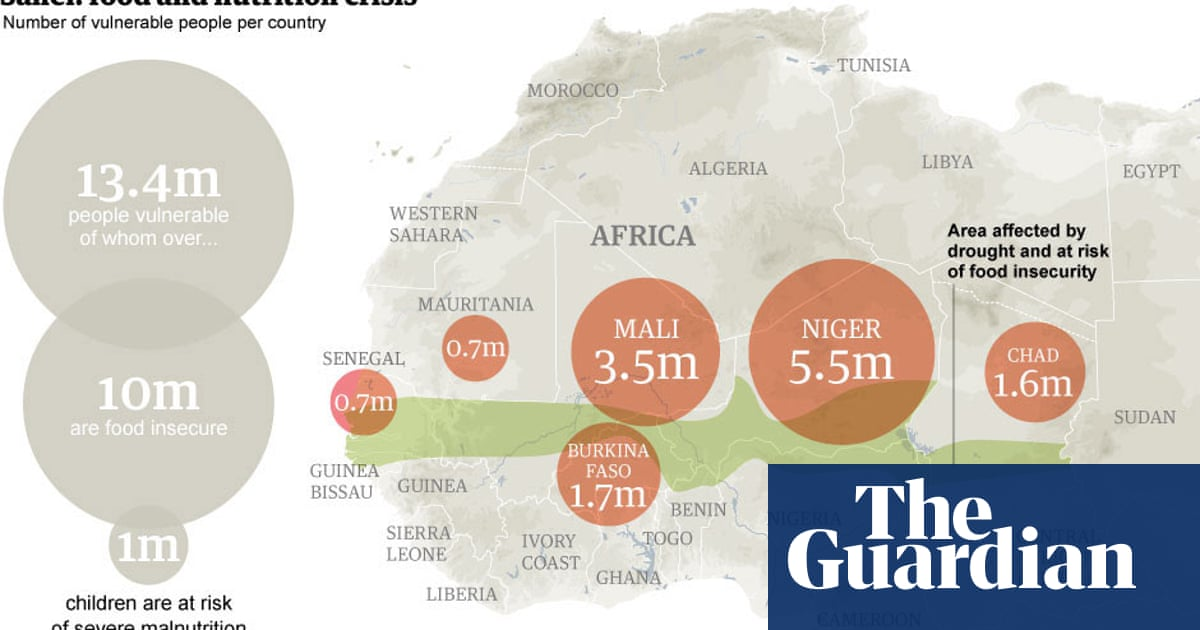 Sahel: food and nutrition crisis
Number of vulnerable people per country
13.4m
people vulnerable
of whom over...
10m
are food insecure
1m
children are at risk
of severe malnutrition
MOROCCO
TUNISIA
ALGERIA
LIBYA
EGYPT
WESTERN
SAHARA
AFRICA
Area affected by
drought and at risk
of food insecurity
MAURITANIA
0.7m
MALI
3.5m
NIGER
5.5m
CHAD
1.6m
SENEGAL
0.7m
SUDAN
BURKINA
FASO
1.7m
GUINEA
BISSAU
GUINEA
BENIN
NIGERIA
SIERRA
LEONE
IVORY
COAST
TOGO
GHANA
LIBERIA
CENTRAL
CAMEROON
The
Guardian